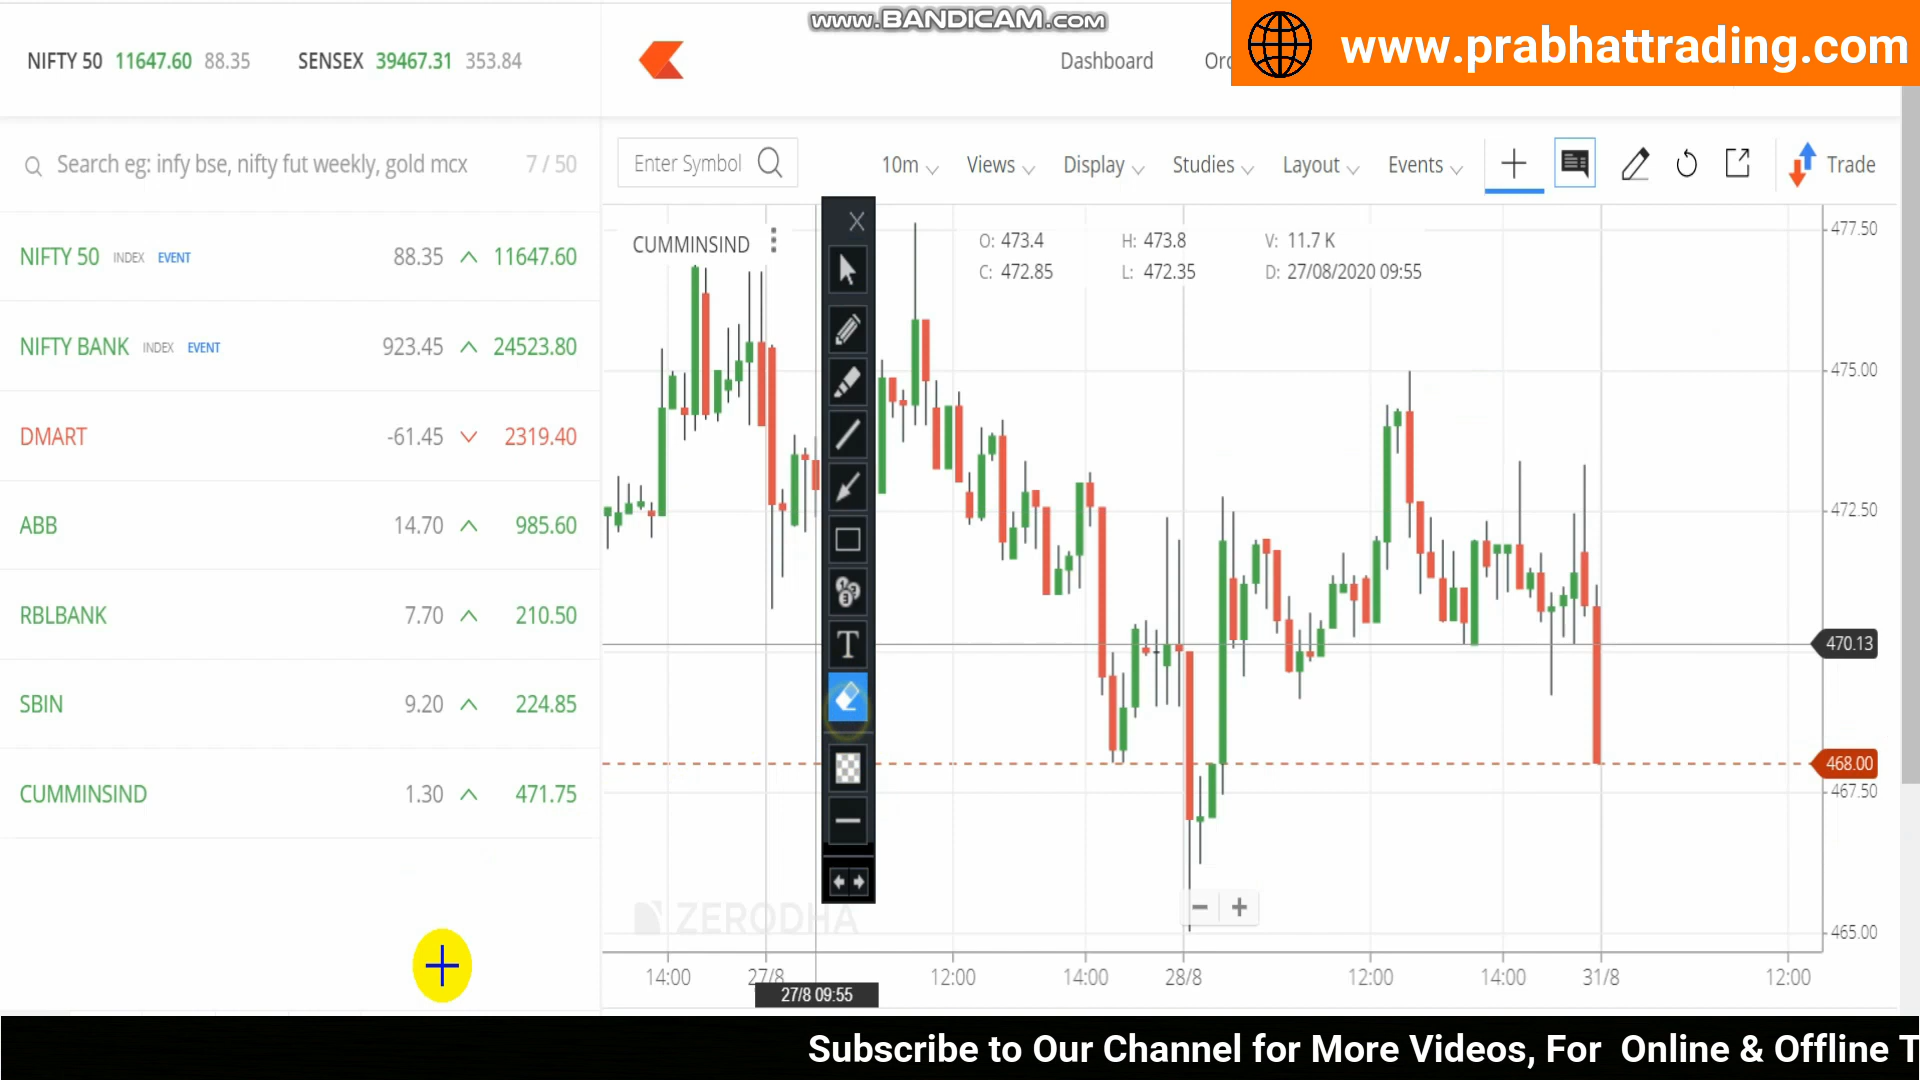 www.BANDICAM.com
www.prabhattrading.com
NIFTY 50 11647.60 88.35 SENSEX 39467.31 353.84
Dashboard
Search eg: infy bse, nifty fut weekly, gold mcx 7 / 50
Enter Symbol 10m Views Display Studies Layout Events Trade
NIFTY 50 INDEX EVENT 88.35 11647.60
NIFTY BANK INDEX EVENT 923.45 24523.80
DMART -61.45 2319.40
ABB 14.70 985.60
RBLBANK 7.70 210.50
SBIN 9.20 224.85
CUMMINSIND 1.30 471.75
CUMMINSIND
O: 473.4 H: 473.8 V: 11.7 K
C: 472.85 L: 472.35 D: 27/08/2020 09:55
X
T
477.50
475.00
472.50
470.13
468.00
467.50
465.00
ZERODHA
14:00 27/8 12:00 14:00 28/8 12:00 14:00 31/8 12:00
27/8 09:55
Subscribe to Our Channel for More Videos, For Online & Offline T